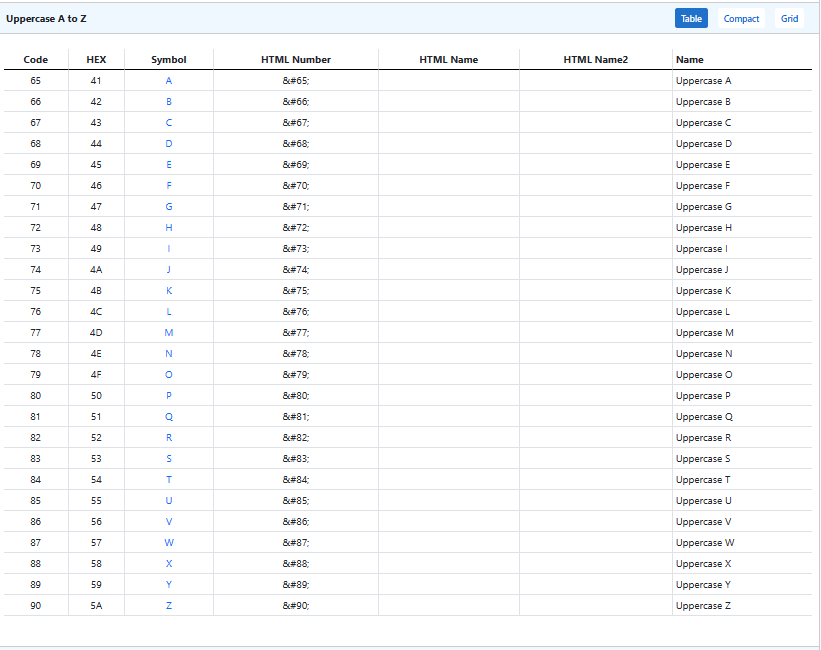 Uppercase A to Z Table Compact Grid
Code HEX Symbol HTML Number HTML Name HTML Name2 Name
65 41 A &#65; Uppercase A
66 42 B &#66; Uppercase B
67 43 C &#67; Uppercase C
68 44 D &#68; Uppercase D
69 45 E &#69; Uppercase E
70 46 F &#70; Uppercase F
71 47 G &#71; Uppercase G
72 48 H &#72; Uppercase H
73 49 I &#73; Uppercase I
74 4A J &#74; Uppercase J
75 4B K &#75; Uppercase K
76 4C L &#76; Uppercase L
77 4D M &#77; Uppercase M
78 4E N &#78; Uppercase N
79 4F O &#79; Uppercase O
80 50 P &#80; Uppercase P
81 51 Q &#81; Uppercase Q
82 52 R &#82; Uppercase R
83 53 S &#83; Uppercase S
84 54 T &#84; Uppercase T
85 55 U &#85; Uppercase U
86 56 V &#86; Uppercase V
87 57 W &#87; Uppercase W
88 58 X &#88; Uppercase X
89 59 Y &#89; Uppercase Y
90 5A Z &#90; Uppercase Z